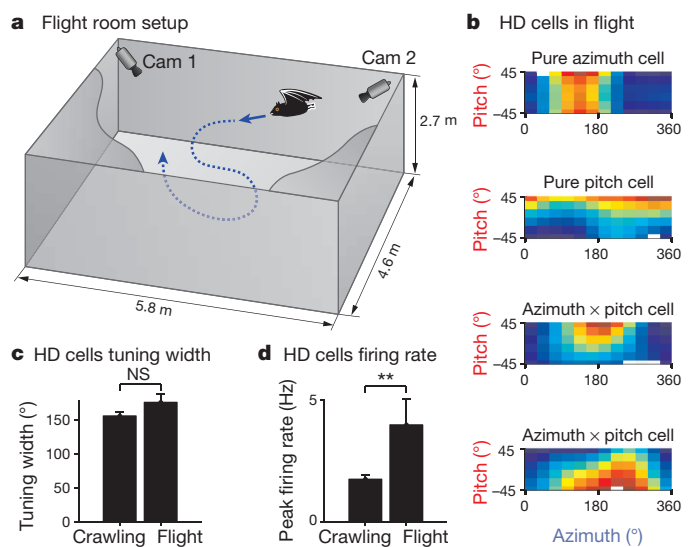 a Flight room setup
Cam 1
Cam 2
2.7 m
4.6 m
5.8 m
b HD cells in flight
Pure azimuth cell
Pitch (°)
45
−45
0 180 360
Pure pitch cell
Pitch (°)
45
−45
0 180 360
Azimuth × pitch cell
Pitch (°)
45
−45
0 180 360
Azimuth × pitch cell
Pitch (°)
45
−45
0 180 360
Azimuth (°)
c HD cells tuning width
NS
Tuning width (°)
150
100
50
0
Crawling Flight
d HD cells firing rate
**
Peak firing rate (Hz)
5
0
Crawling Flight